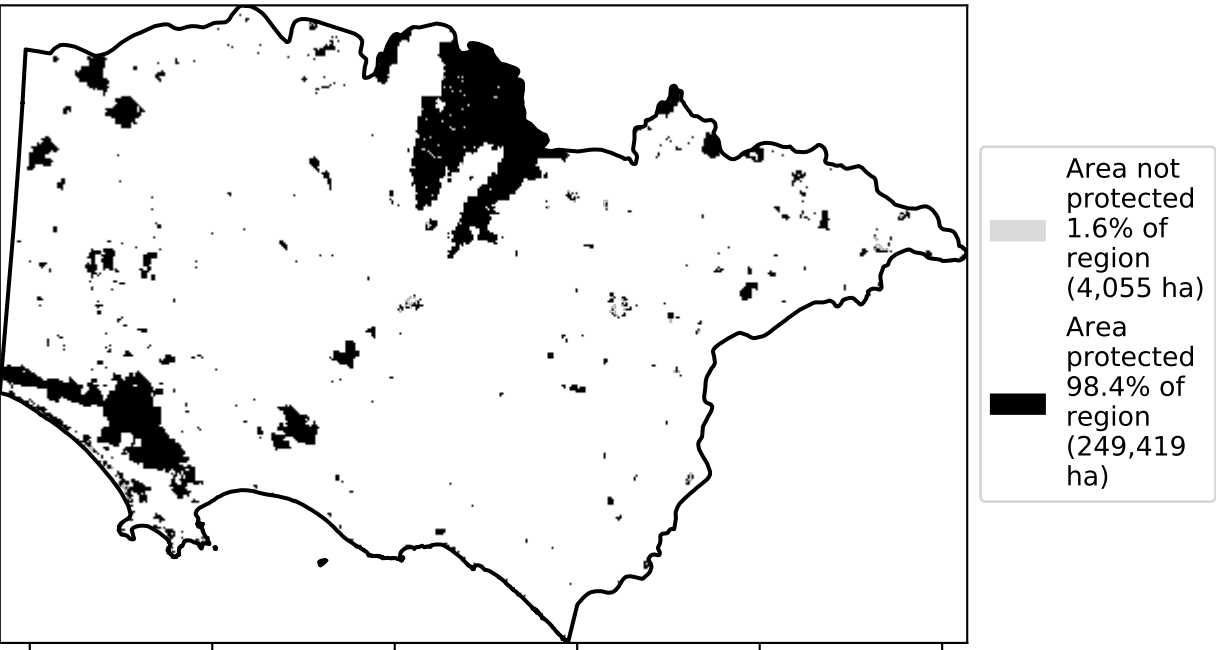 Area not
protected
1.6% of
region
(4,055 ha)
Area
protected
98.4% of
region
(249,419
ha)